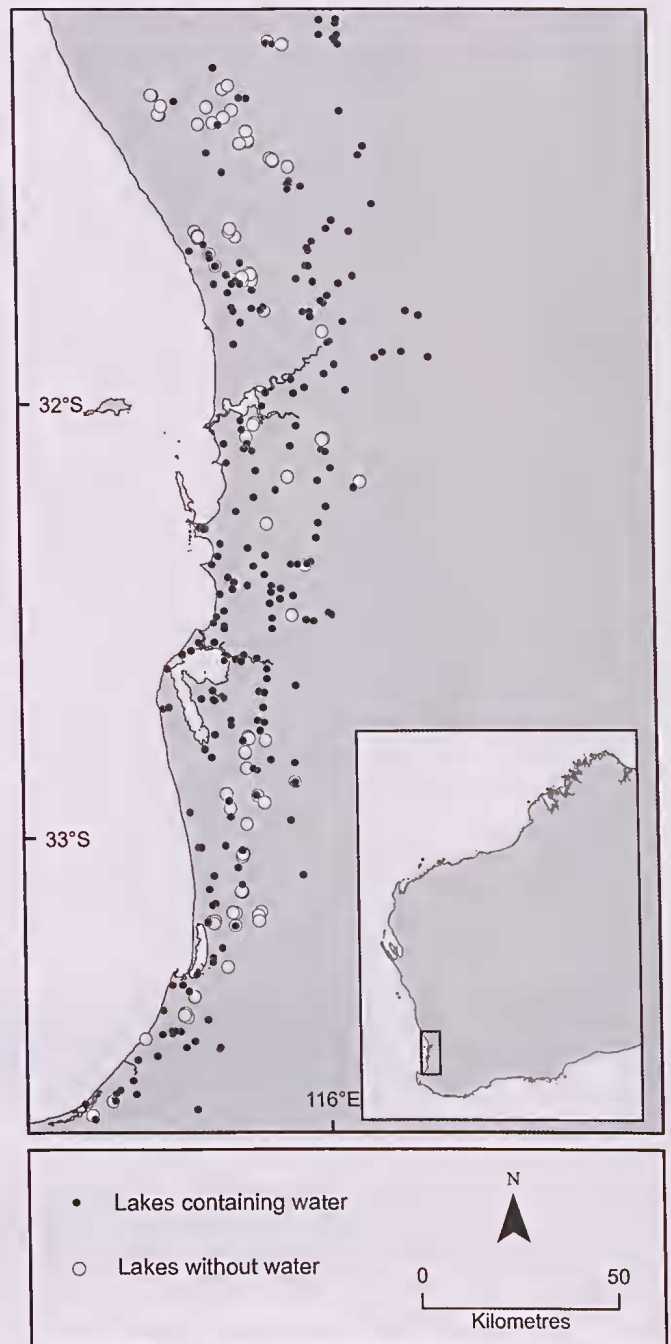 32°S
33°S
116°E
Lakes containing water
Lakes without water
N
0 50
Kilometres